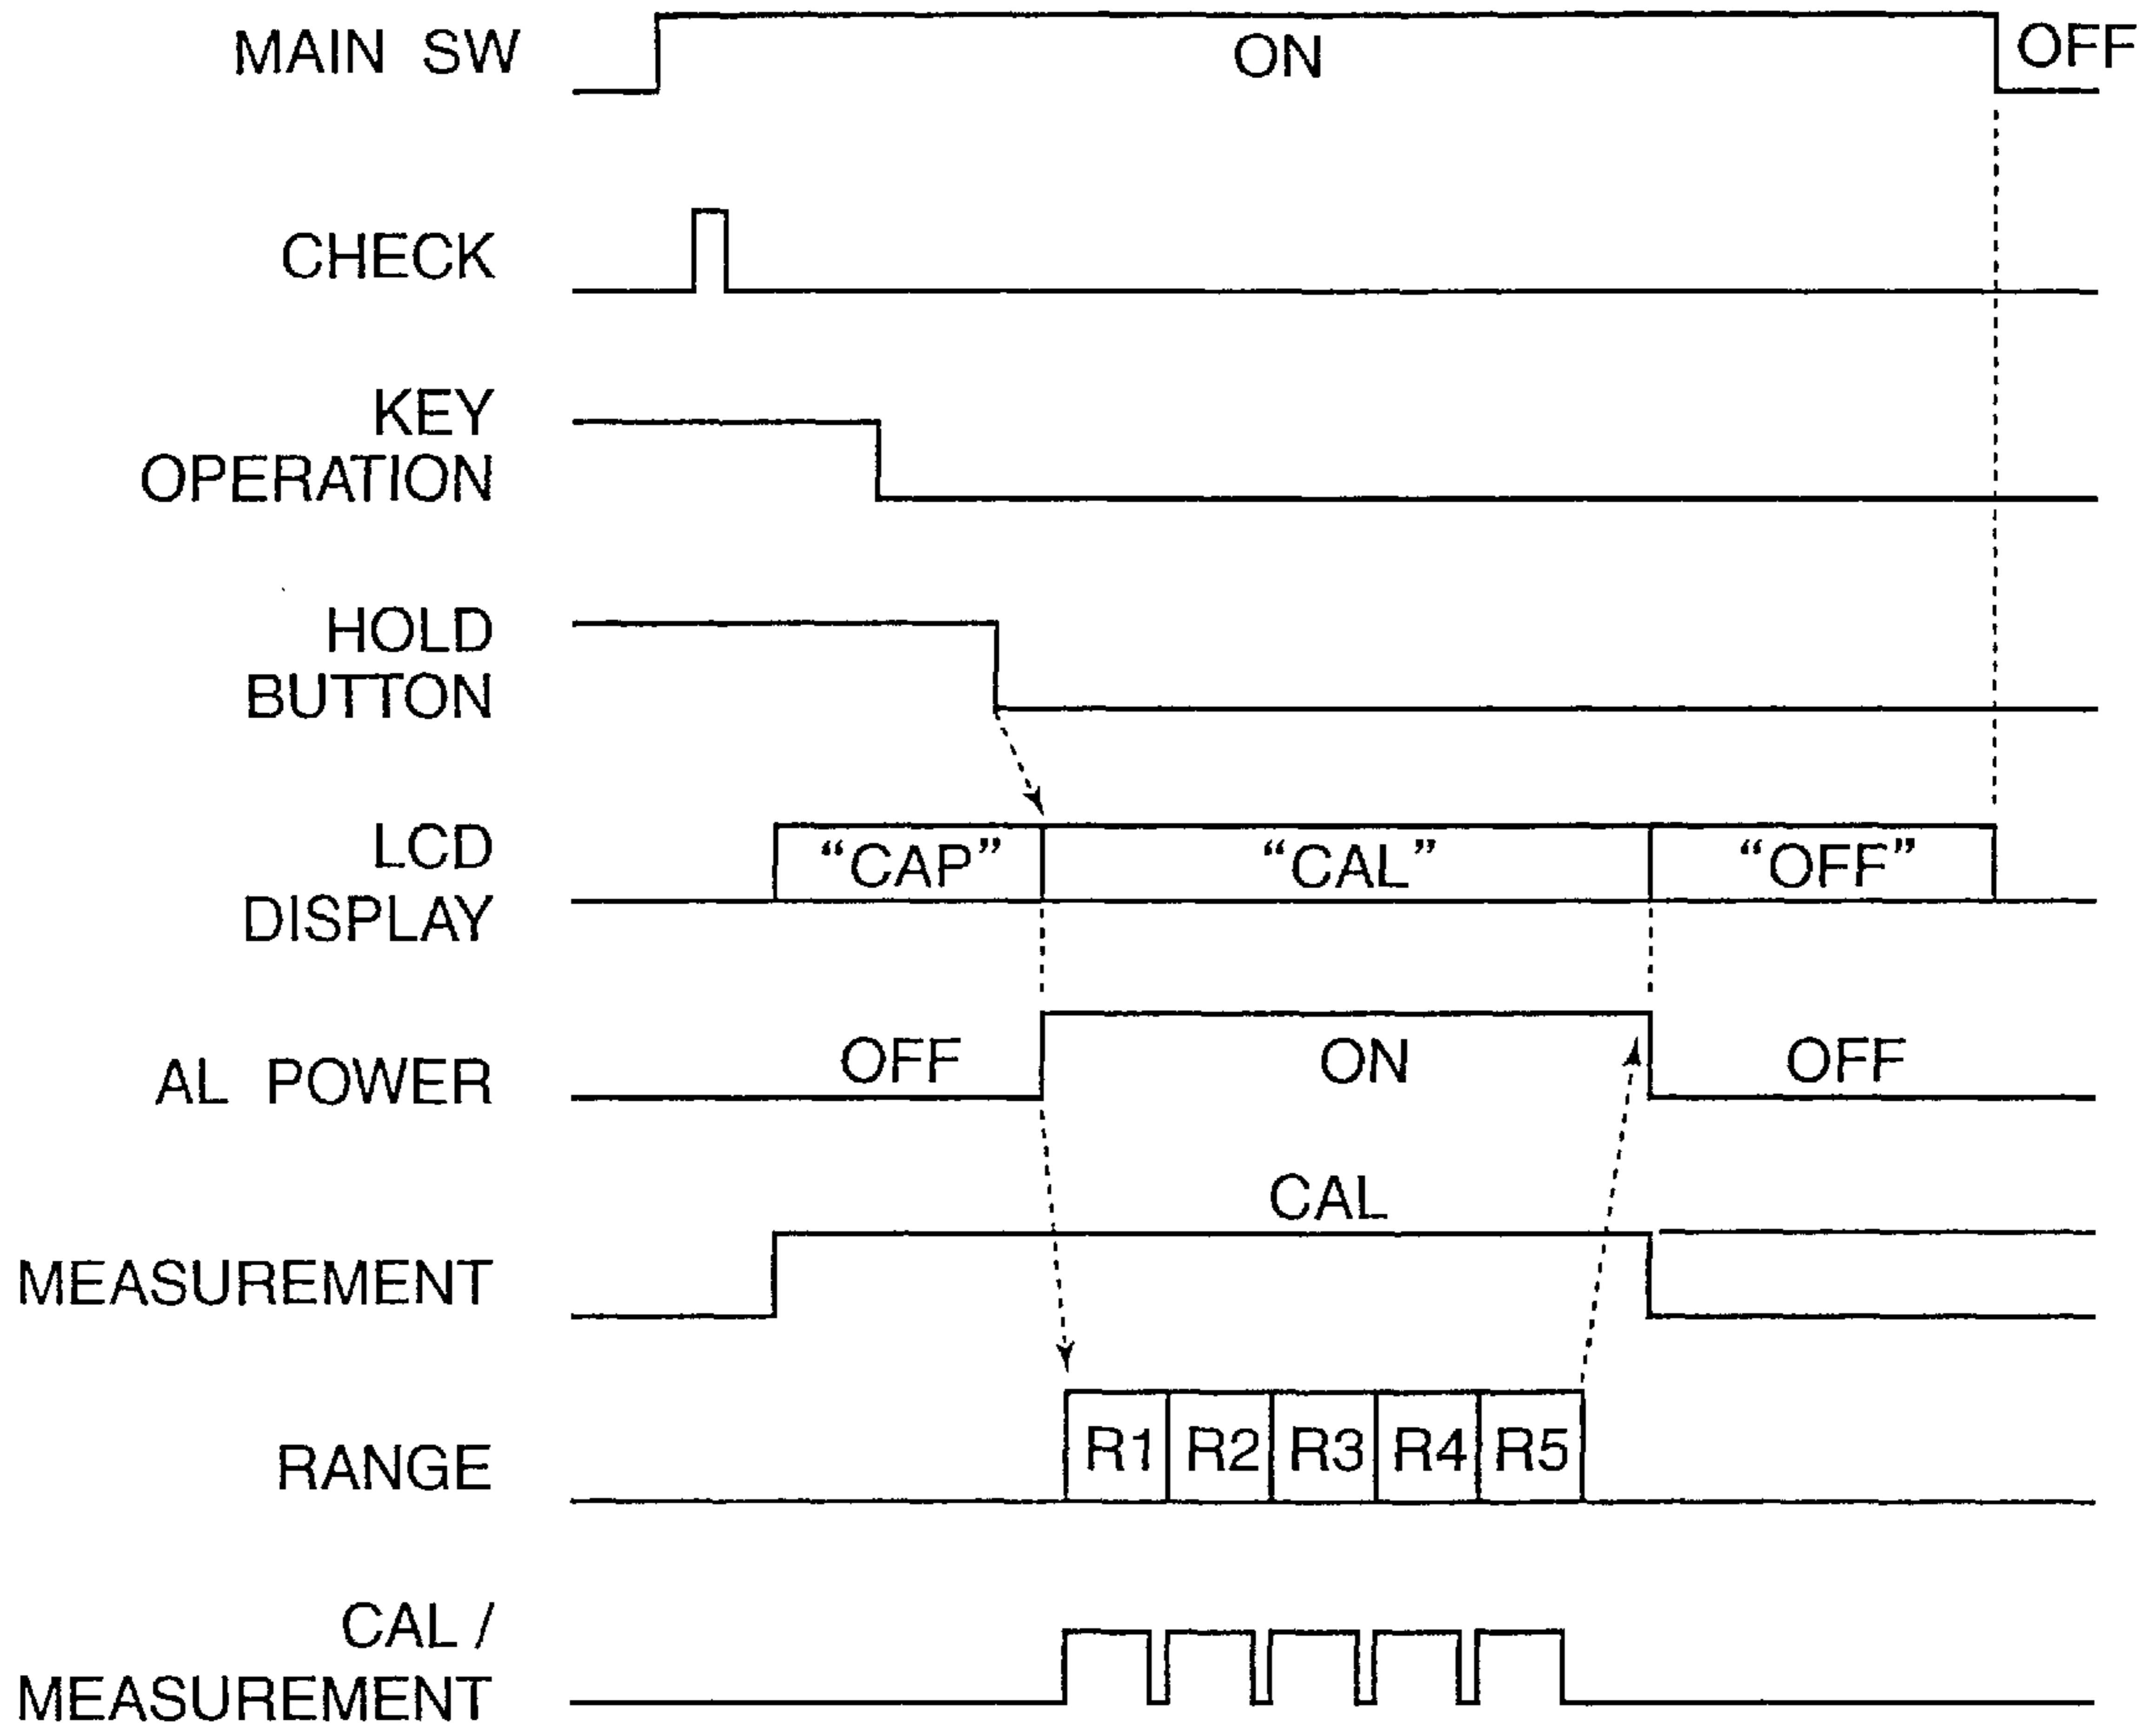 MAIN SW
ON
OFF
CHECK
KEY
OPERATION
HOLD
BUTTON
LCD
DISPLAY
“CAP”
“CAL”
“OFF”
AL POWER
OFF
ON
OFF
CAL
MEASUREMENT
RANGE
R1
R2
R3
R4
R5
CAL /
MEASUREMENT